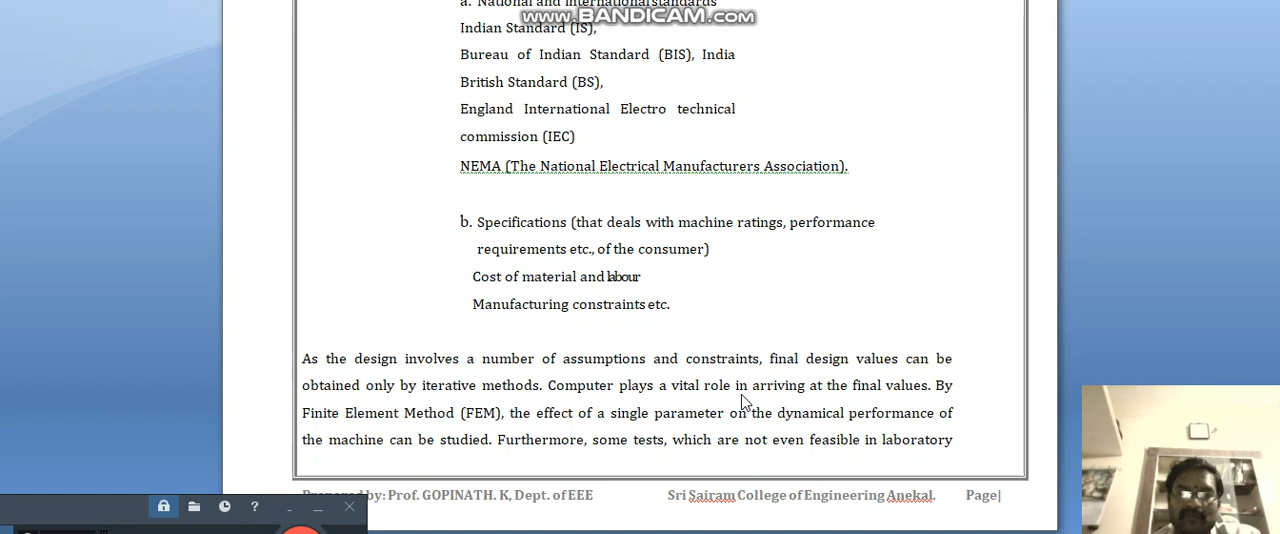 a. National and international standards
www.BANDICAM.com
Indian Standard (IS),
Bureau of Indian Standard (BIS), India
British Standard (BS),
England International Electro technical
commission (IEC)
NEMA (The National Electrical Manufacturers Association).
b. Specifications (that deals with machine ratings, performance
requirements etc., of the consumer)
Cost of material and labour
Manufacturing constraints etc.
As the design involves a number of assumptions and constraints, final design values can be
obtained only by iterative methods. Computer plays a vital role in arriving at the final values. By
Finite Element Method (FEM), the effect of a single parameter on the dynamical performance of
the machine can be studied. Furthermore, some tests, which are not even feasible in laboratory
Prepared by: Prof. GOPINATH. K, Dept. of EEE Sri Sairam College of Engineering Anekal. Page|